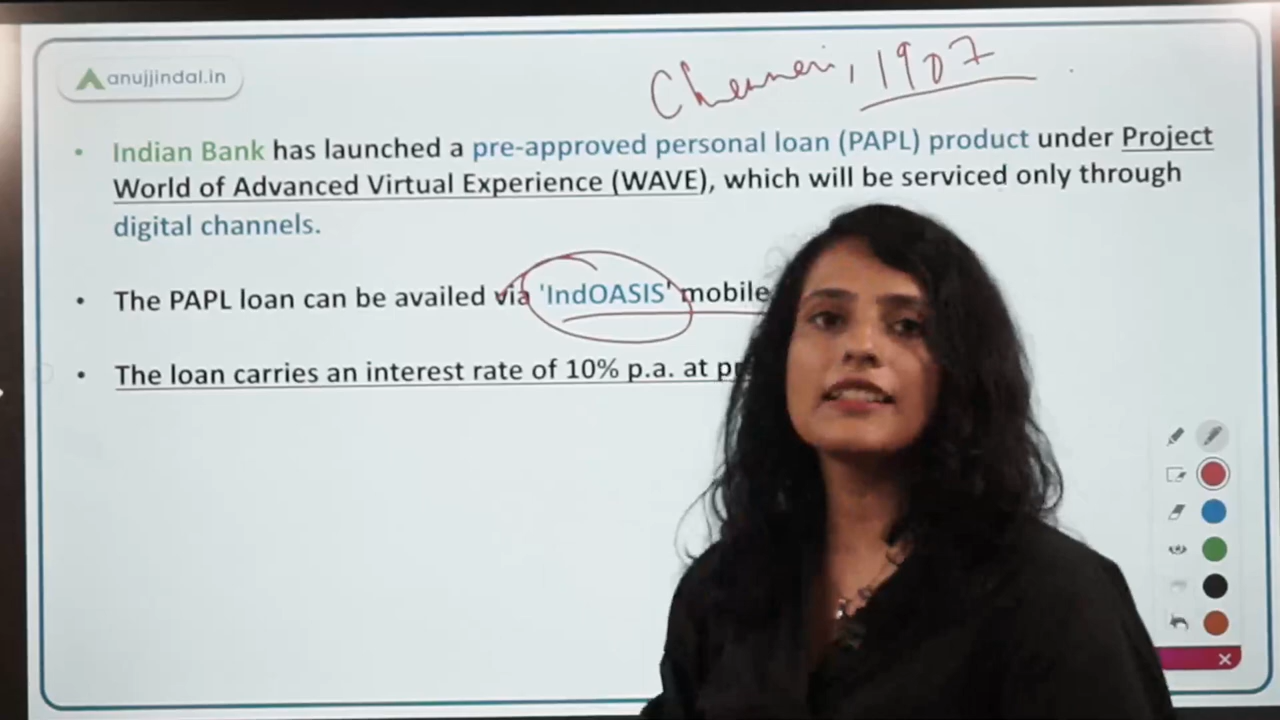 anujjindal.in
Chennai, 1907
• Indian Bank has launched a pre-approved personal loan (PAPL) product under Project
World of Advanced Virtual Experience (WAVE), which will be serviced only through
digital channels.
• The PAPL loan can be availed via 'IndOASIS' mobile
• The loan carries an interest rate of 10% p.a. at